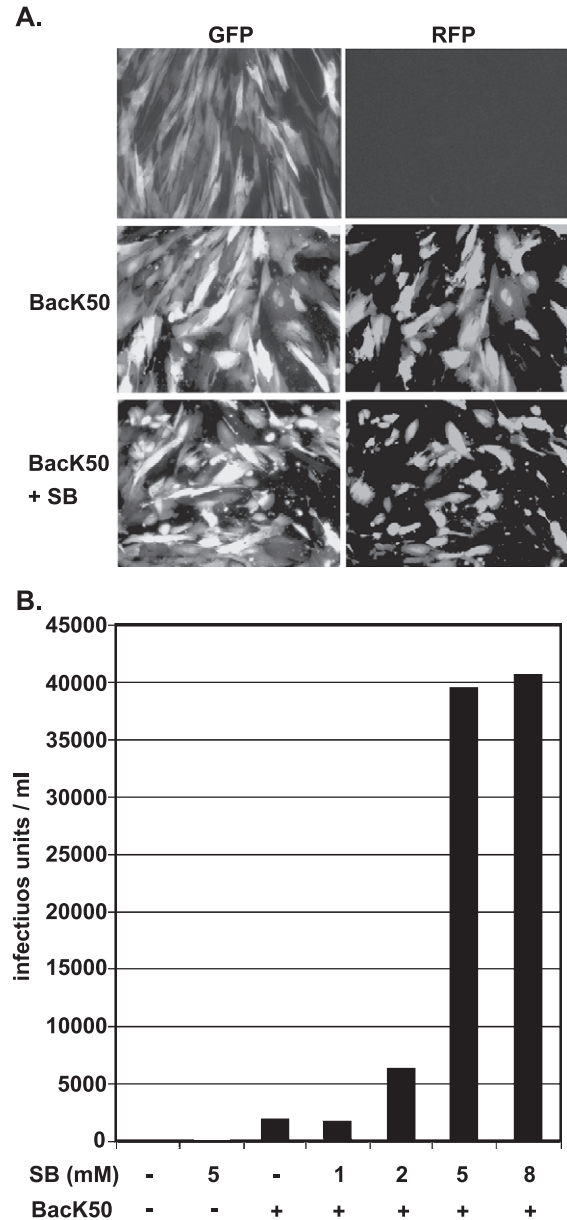 A.
GFP RFP
BacK50
BacK50
+ SB
B.
infectiuos units / ml
45000
40000
35000
30000
25000
20000
15000
10000
5000
0
SB (mM) - 5 - 1 2 5 8
BacK50 - - + + + + +